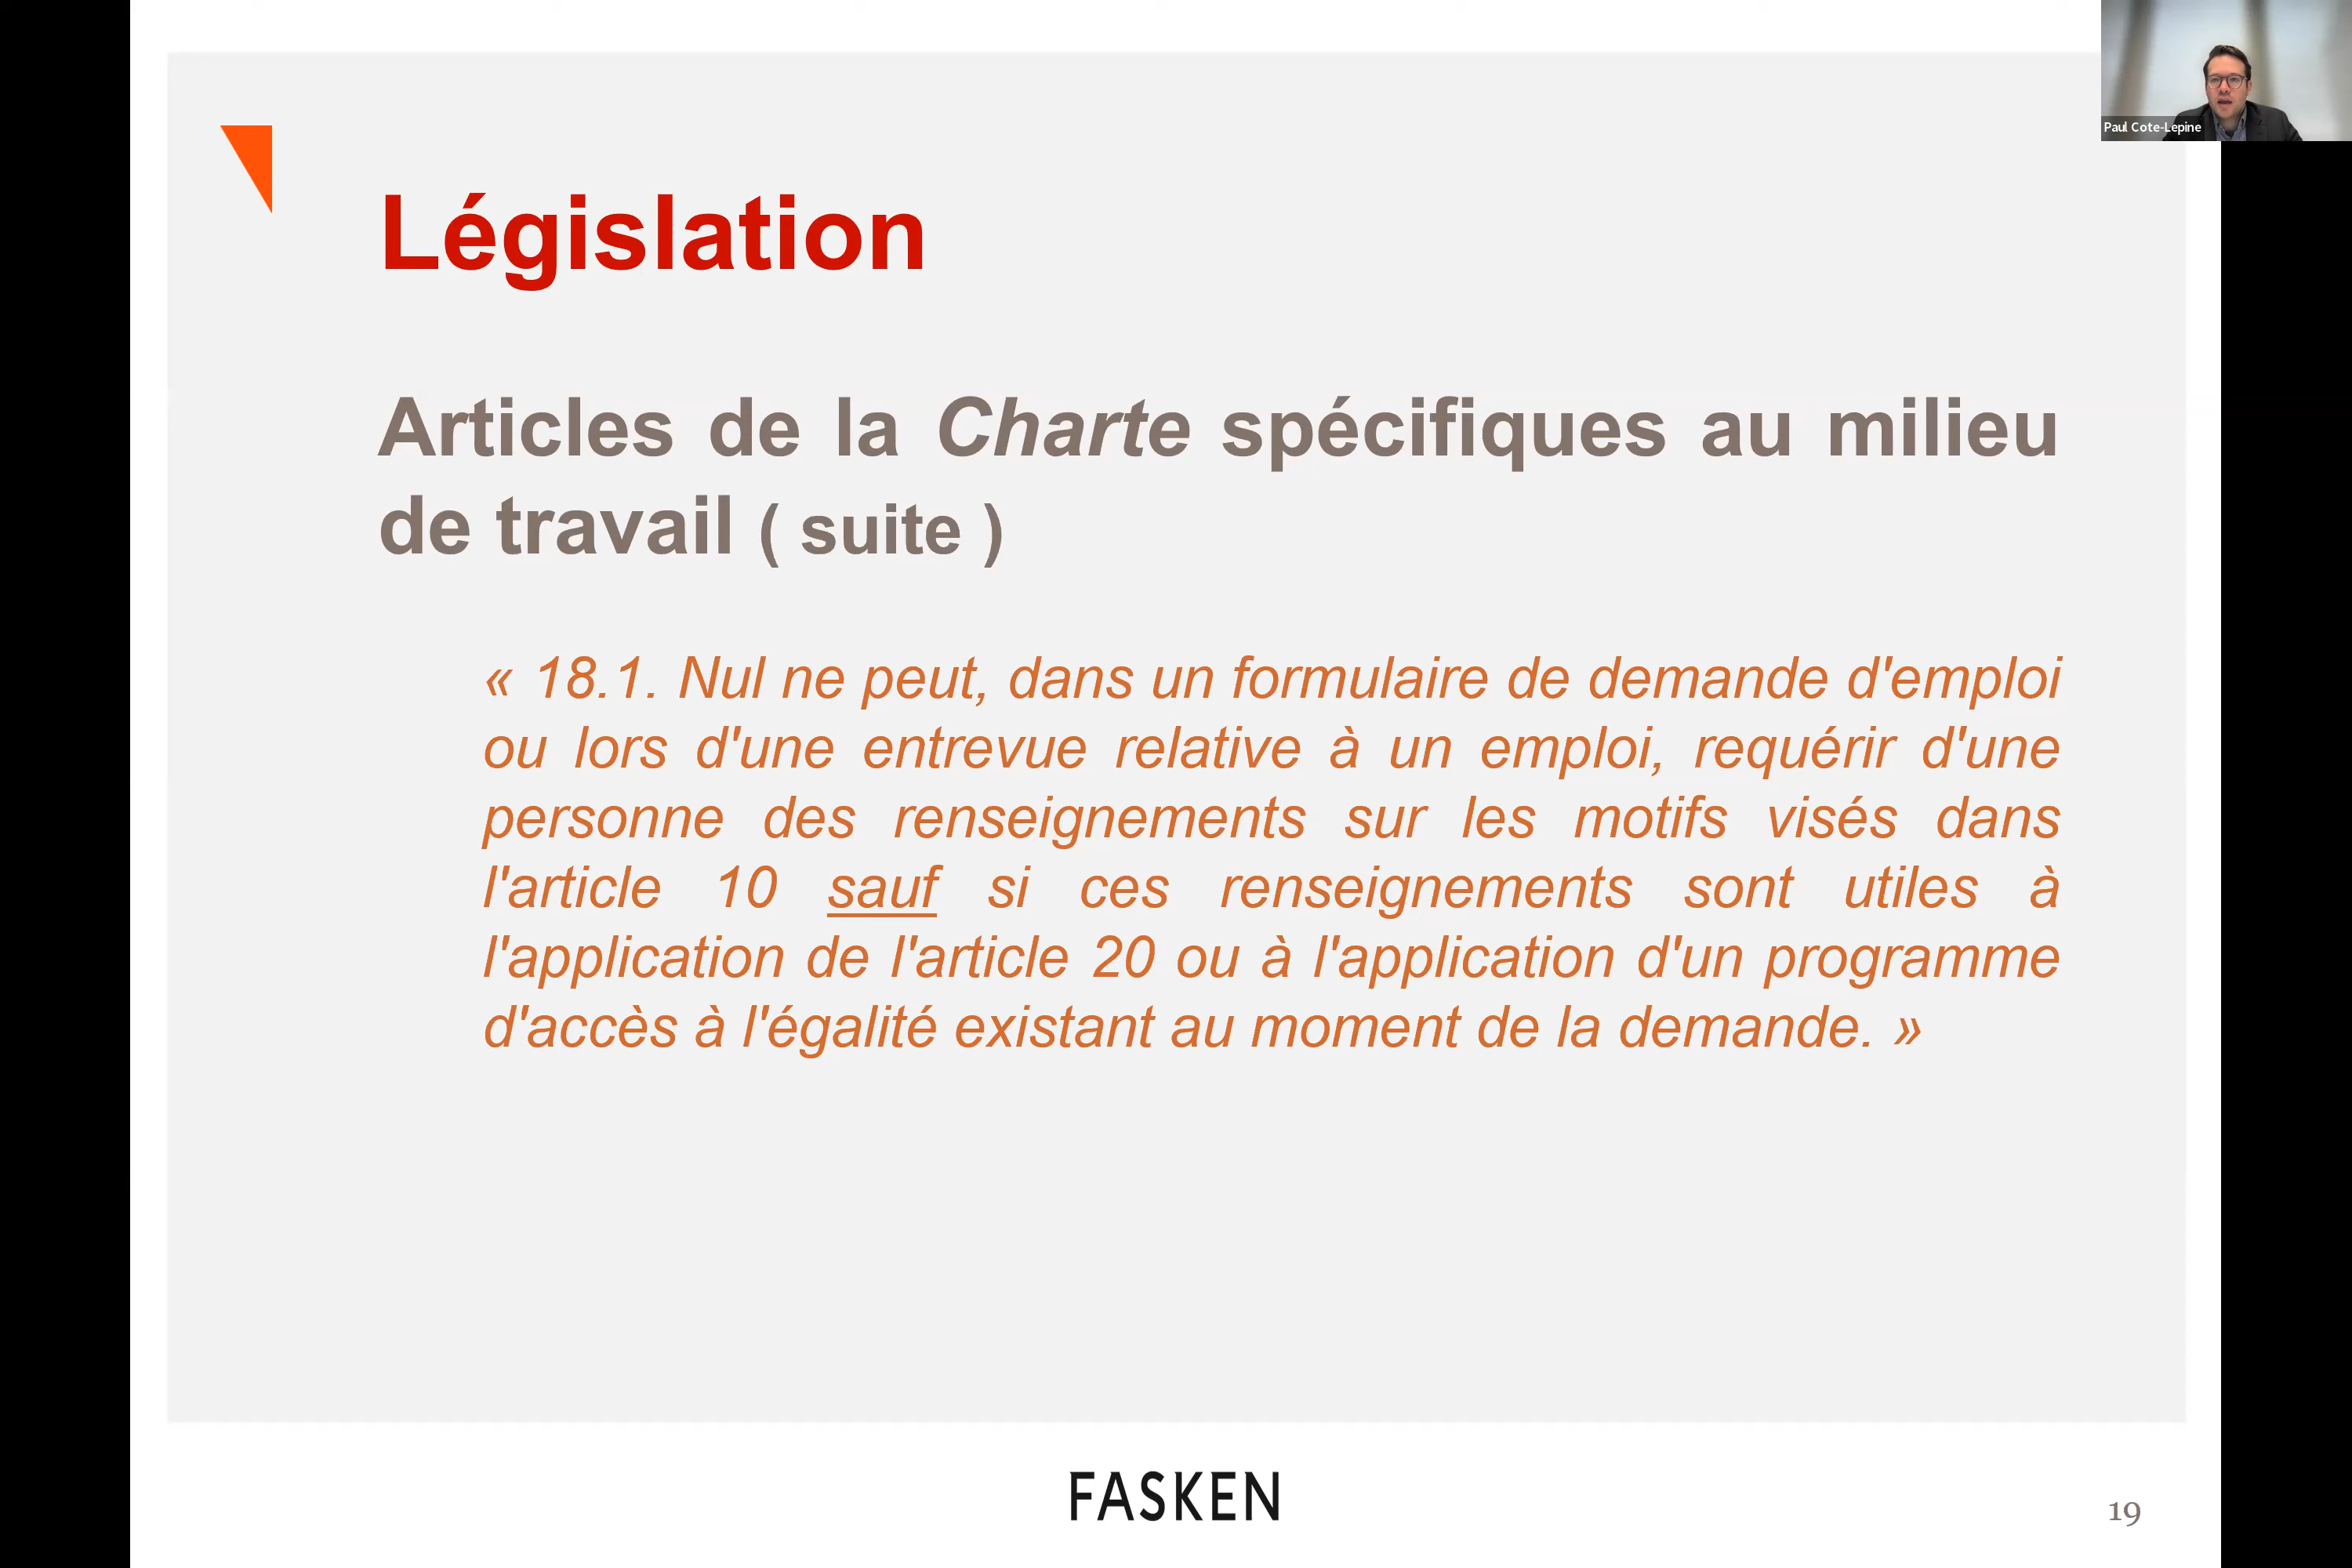 Paul Cote-Lepine
Législation
Articles de la Charte spécifiques au milieu
de travail ( suite )
« 18.1. Nul ne peut, dans un formulaire de demande d'emploi
ou lors d'une entrevue relative à un emploi, requérir d'une
personne des renseignements sur les motifs visés dans
l'article 10 sauf si ces renseignements sont utiles à
l'application de l'article 20 ou à l'application d'un programme
d'accès à l'égalité existant au moment de la demande. »
FASKEN
19